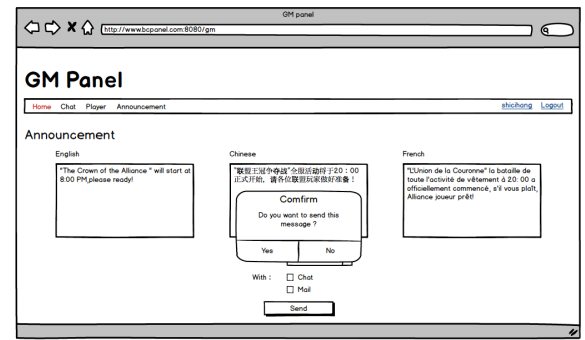 GM panel
http://www.bcpanel.com:8080/gm
GM Panel
Home Chat Player Announcement shicihong Logout
Announcement
English
"The Crown of the Alliance " will start at
8:00 PM,please ready!
Chinese
"联盟王冠争夺战"全服活动将于20：00
正式开始，请各位联盟玩家做好准备！
French
"L'Union de la Couronne" la bataille de
toute l'activité de vêtement à 20: 00 a
officiellement commencé, s'il vous plaît,
Alliance joueur prêt!
Comfirm
Do you want to send this
message ?
Yes No
With : Chat
Mail
Send